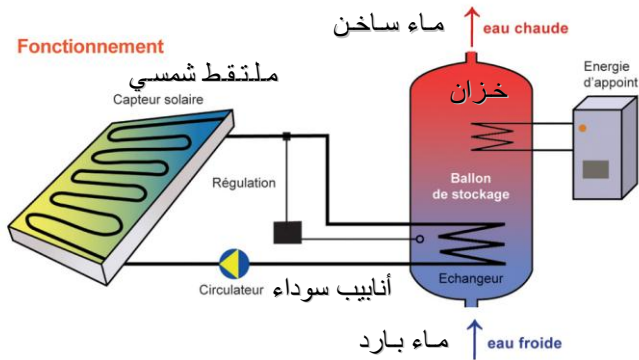 ماء ساخن
eau chaude
Fonctionnement
ملتقط شمسي
Capteur solaire
خزان
Energie
d'appoint
Régulation
Ballon
de stockage
Echangeur
Circulateur
أنابيب سوداء
ماء بارد
eau froide